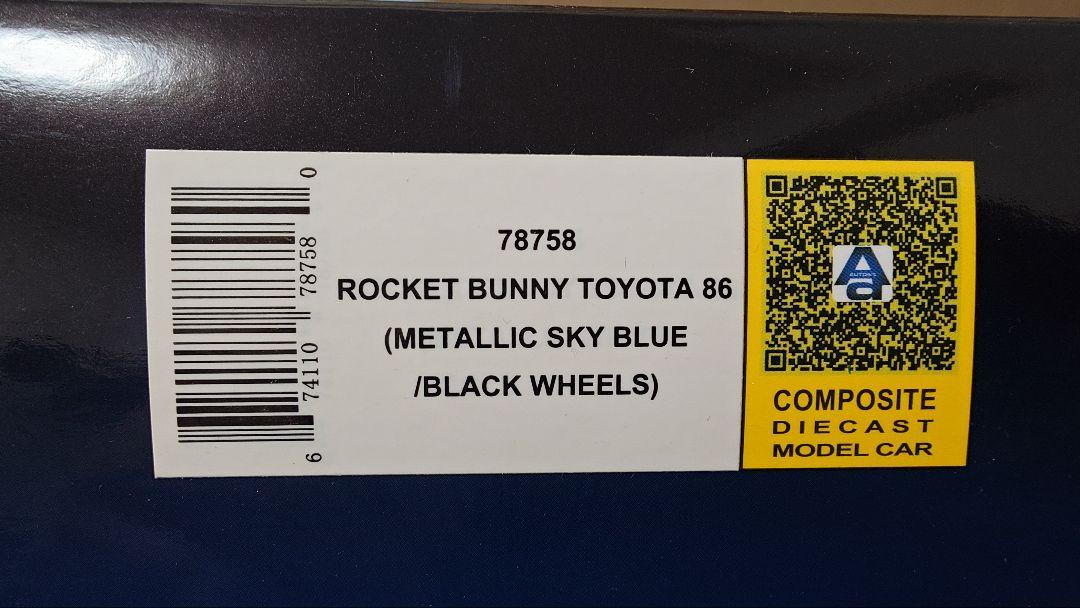 78758
ROCKET BUNNY TOYOTA 86
(METALLIC SKY BLUE
/BLACK WHEELS)
6 74110 78758 0
COMPOSITE
DIECAST
MODEL CAR